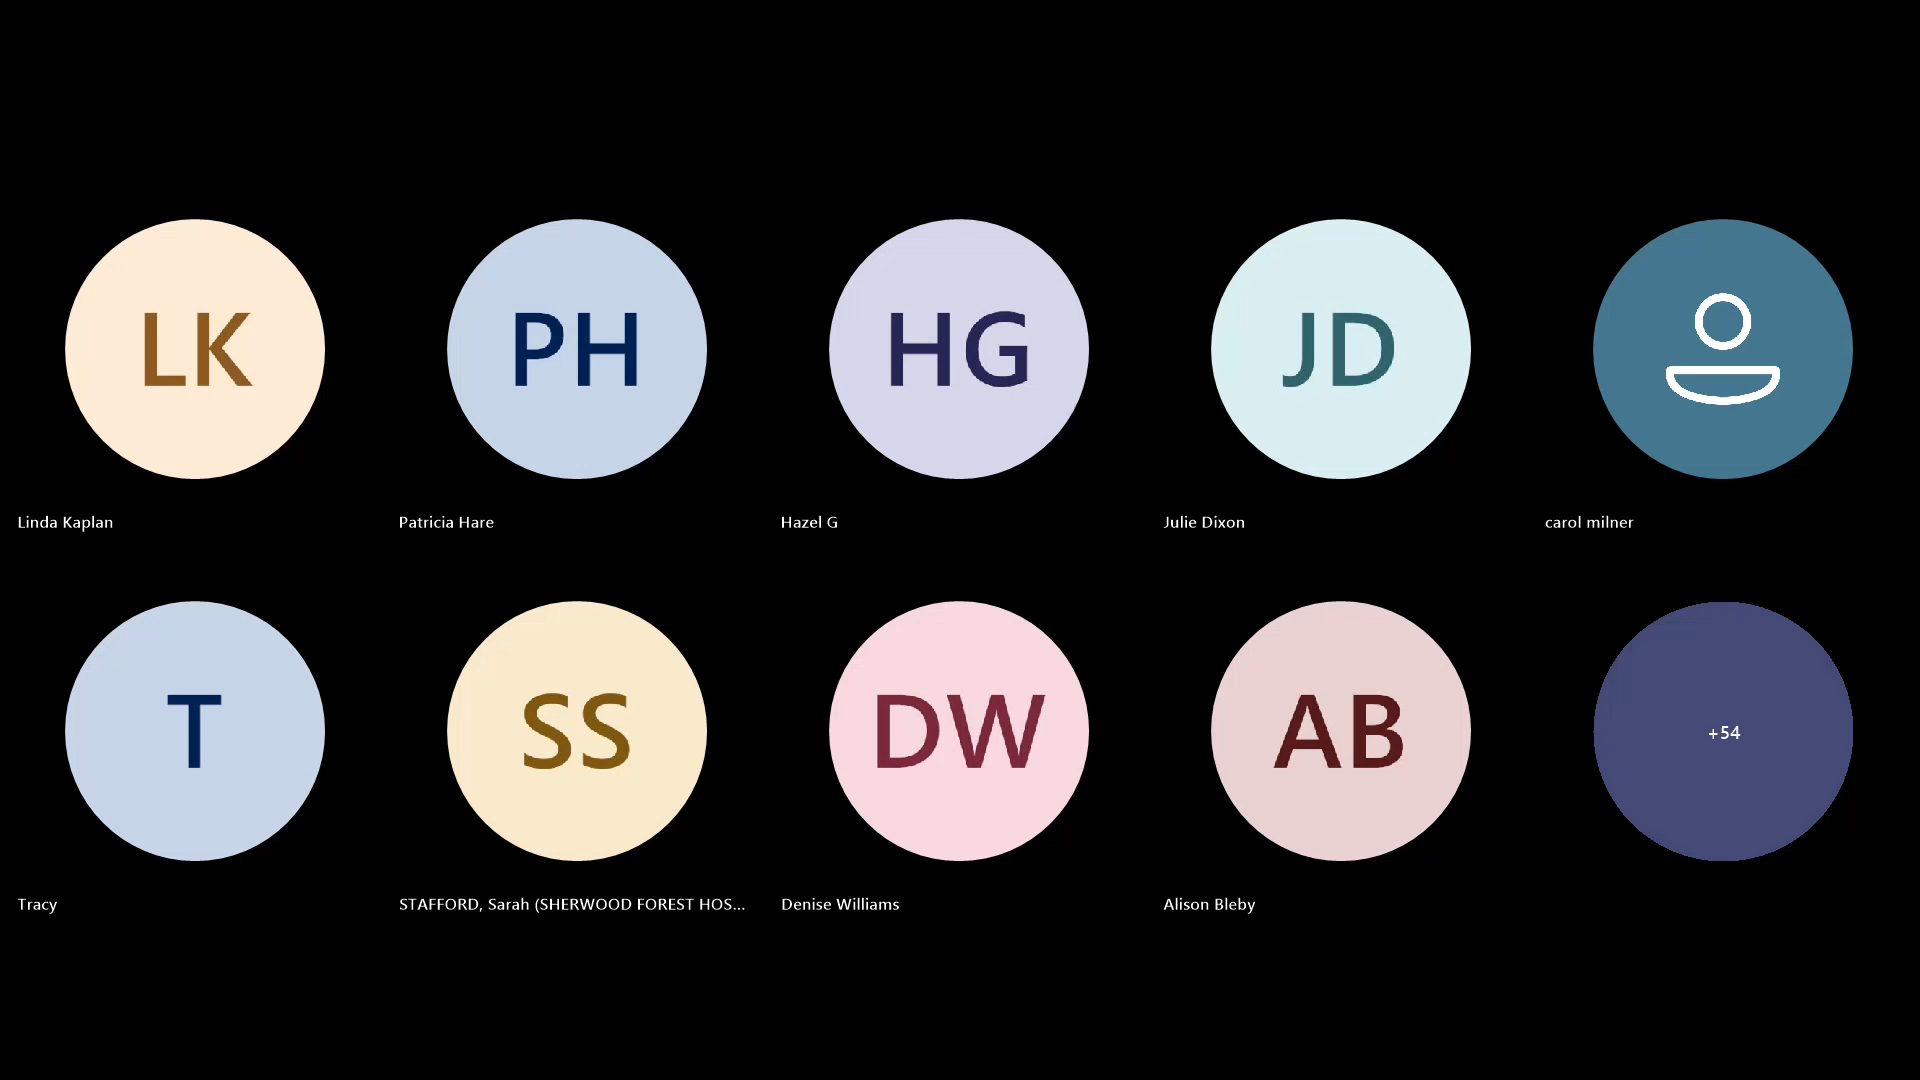 LK
PH
HG
JD
Linda Kaplan
Patricia Hare
Hazel G
Julie Dixon
carol milner
T
SS
DW
AB
+54
Tracy
STAFFORD, Sarah (SHERWOOD FOREST HOS...
Denise Williams
Alison Bleby